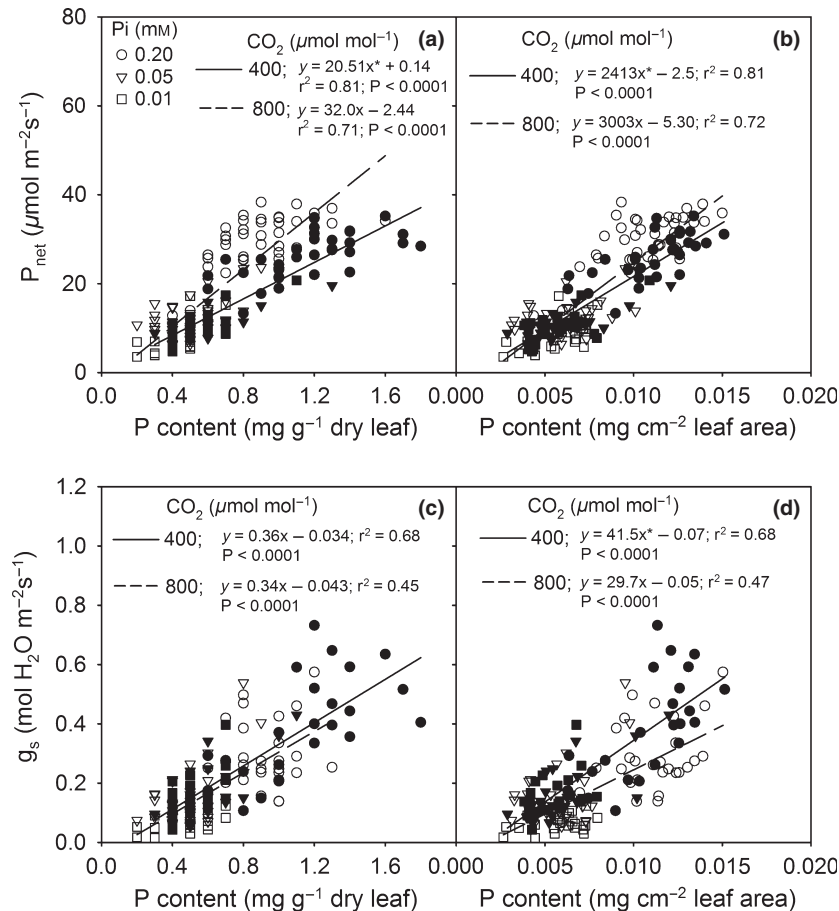 Pi (mM)
0.20
0.05
0.01
CO₂ (µmol mol⁻¹)
(a)
400; y = 20.51x* + 0.14
r² = 0.81; P < 0.0001
800; y = 32.0x − 2.44
r² = 0.71; P < 0.0001
CO₂ (µmol mol⁻¹)
(b)
400; y = 2413x* − 2.5; r² = 0.81
P < 0.0001
800; y = 3003x − 5.30; r² = 0.72
P < 0.0001
80
60
40
20
0
Pnet (µmol m⁻²s⁻¹)
0.0 0.4 0.8 1.2 1.6 0.000 0.005 0.010 0.015 0.020
P content (mg g⁻¹ dry leaf)
P content (mg cm⁻² leaf area)
CO₂ (µmol mol⁻¹)
(c)
400; y = 0.36x − 0.034; r² = 0.68
P < 0.0001
800; y = 0.34x − 0.043; r² = 0.45
P < 0.0001
CO₂ (µmol mol⁻¹)
(d)
400; y = 41.5x* − 0.07; r² = 0.68
P < 0.0001
800; y = 29.7x − 0.05; r² = 0.47
P < 0.0001
1.2
1.0
0.8
0.6
0.4
0.2
0.0
gs (mol H₂O m⁻²s⁻¹)
0.0 0.4 0.8 1.2 1.6 0.000 0.005 0.010 0.015 0.020
P content (mg g⁻¹ dry leaf)
P content (mg cm⁻² leaf area)